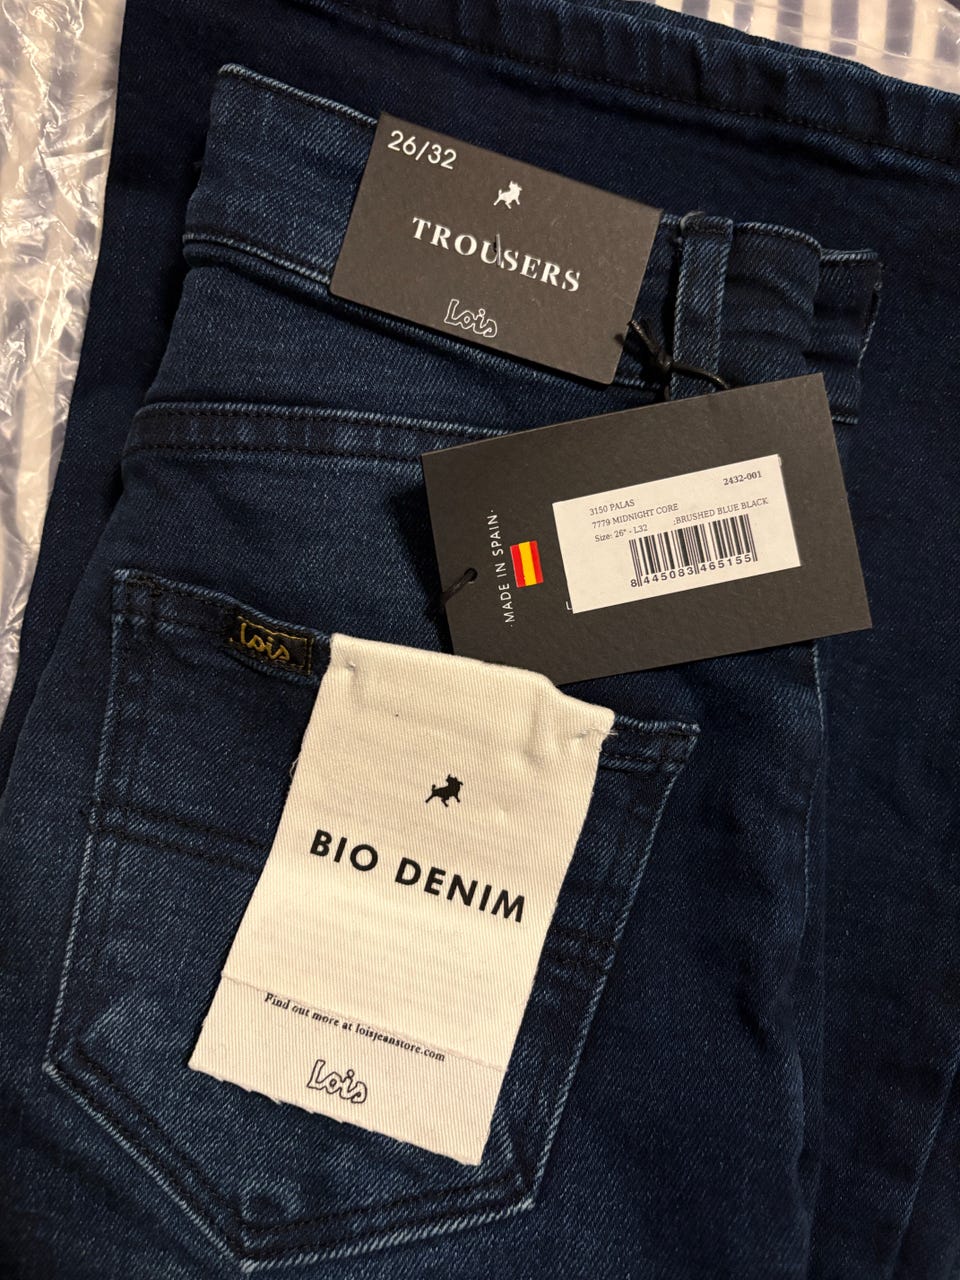 26/32
TROUSERS
Lois
2432-001
3150 PALAS
7779 MIDNIGHT CORE
Size: 26" - L32 ;BRUSHED BLUE BLACK
8 445083 465155
·MADE IN SPAIN·
Lois
BIO DENIM
Find out more at loisjeanstore.com
Lois